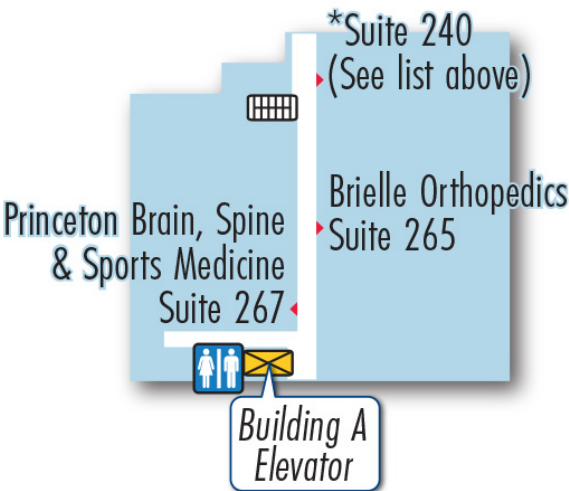 *Suite 240
(See list above)
Brielle Orthopedics
Suite 265
Princeton Brain, Spine
& Sports Medicine
Suite 267
Building A
Elevator